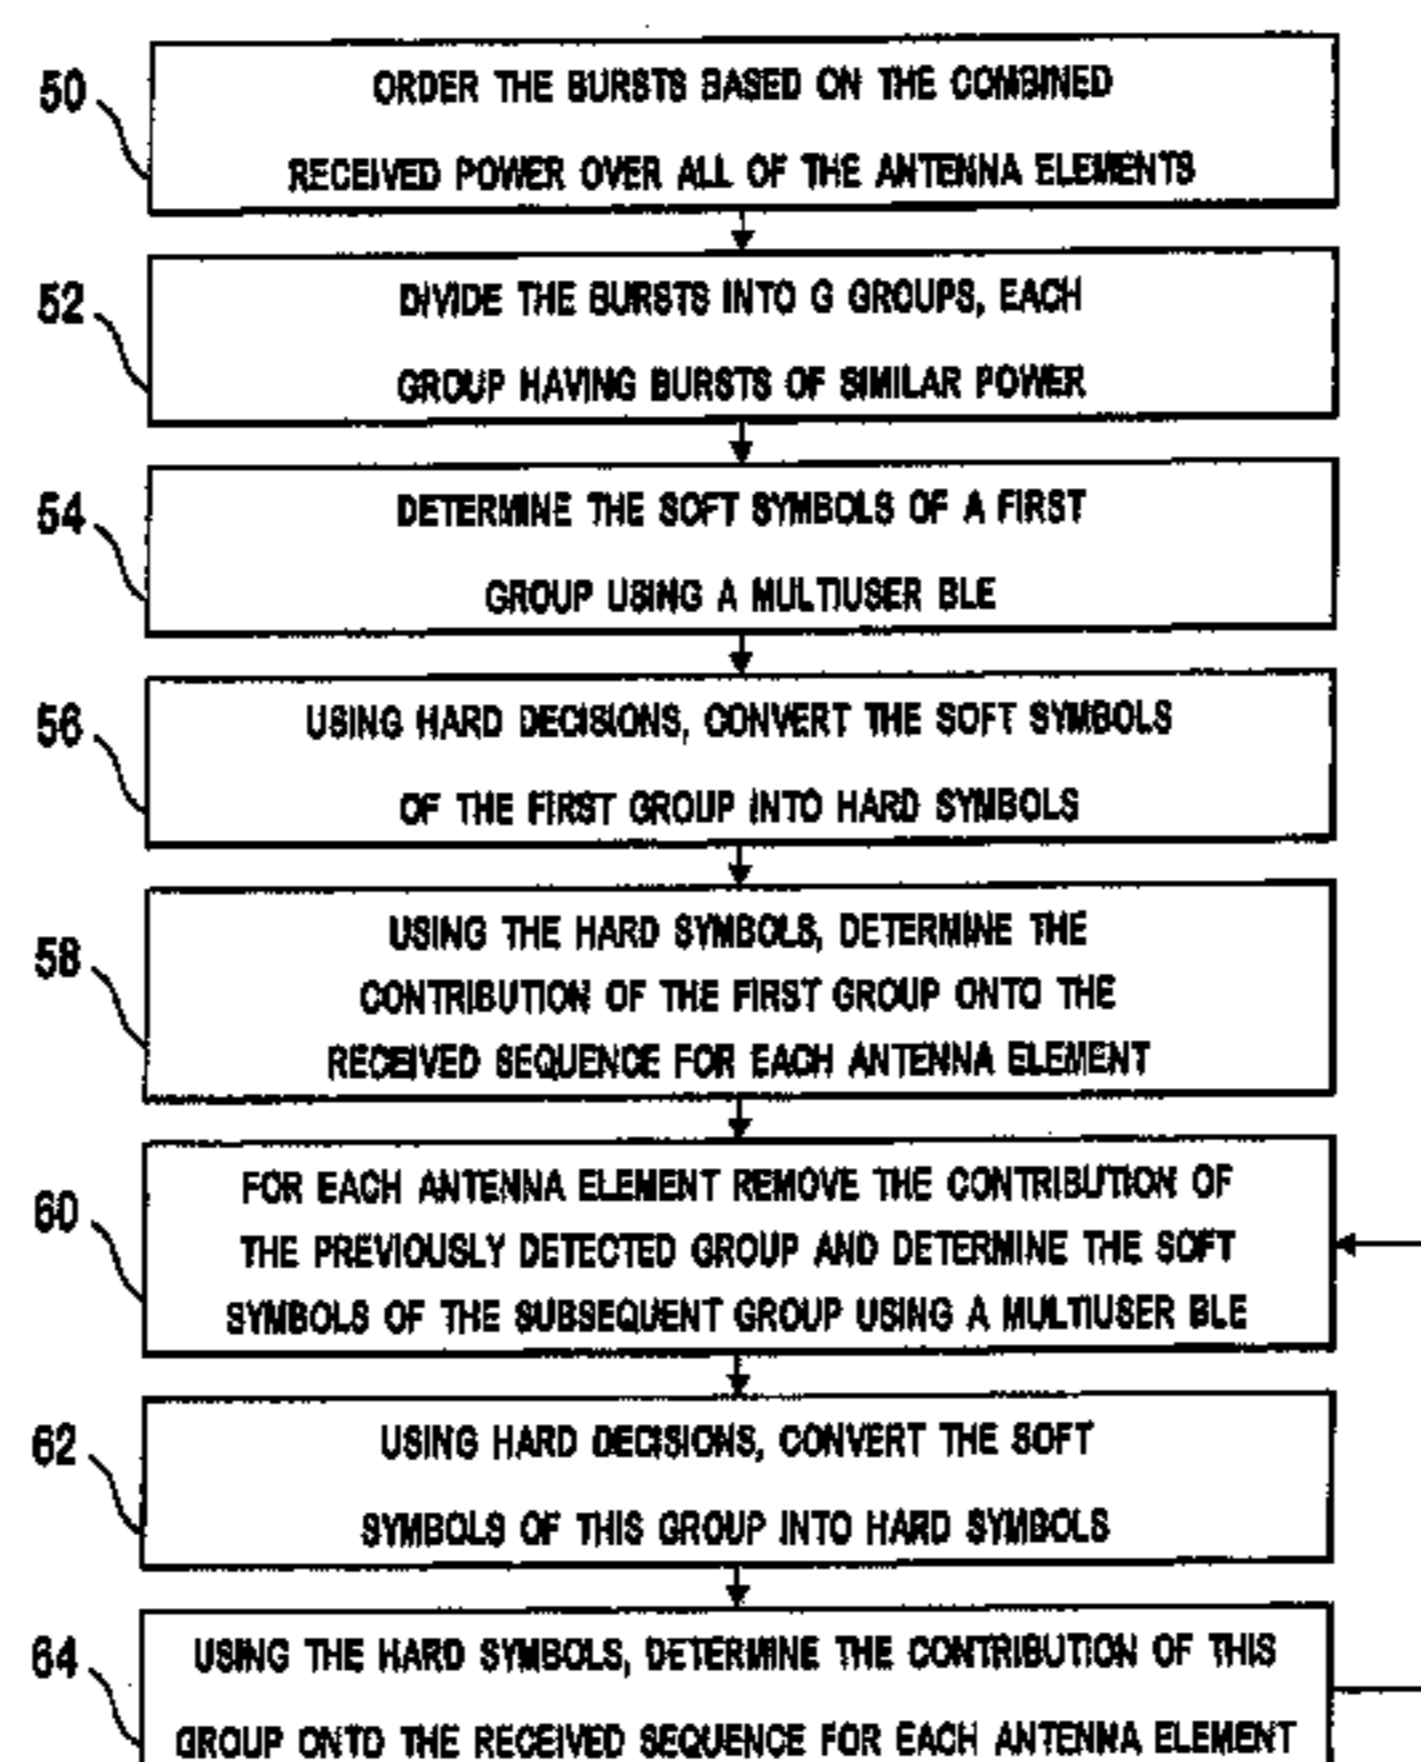 50
ORDER THE BURSTS BASED ON THE COMBINED
RECEIVED POWER OVER ALL OF THE ANTENNA ELEMENTS
52
DIVIDE THE BURSTS INTO G GROUPS, EACH
GROUP HAVING BURSTS OF SIMILAR POWER
54
DETERMINE THE SOFT SYMBOLS OF A FIRST
GROUP USING A MULTIUSER BLE
56
USING HARD DECISIONS, CONVERT THE SOFT SYMBOLS
OF THE FIRST GROUP INTO HARD SYMBOLS
58
USING THE HARD SYMBOLS, DETERMINE THE
CONTRIBUTION OF THE FIRST GROUP ONTO THE
RECEIVED SEQUENCE FOR EACH ANTENNA ELEMENT
60
FOR EACH ANTENNA ELEMENT REMOVE THE CONTRIBUTION OF
THE PREVIOUSLY DETECTED GROUP AND DETERMINE THE SOFT
SYMBOLS OF THE SUBSEQUENT GROUP USING A MULTIUSER BLE
62
USING HARD DECISIONS, CONVERT THE SOFT
SYMBOLS OF THIS GROUP INTO HARD SYMBOLS
64
USING THE HARD SYMBOLS, DETERMINE THE CONTRIBUTION OF THIS
GROUP ONTO THE RECEIVED SEQUENCE FOR EACH ANTENNA ELEMENT